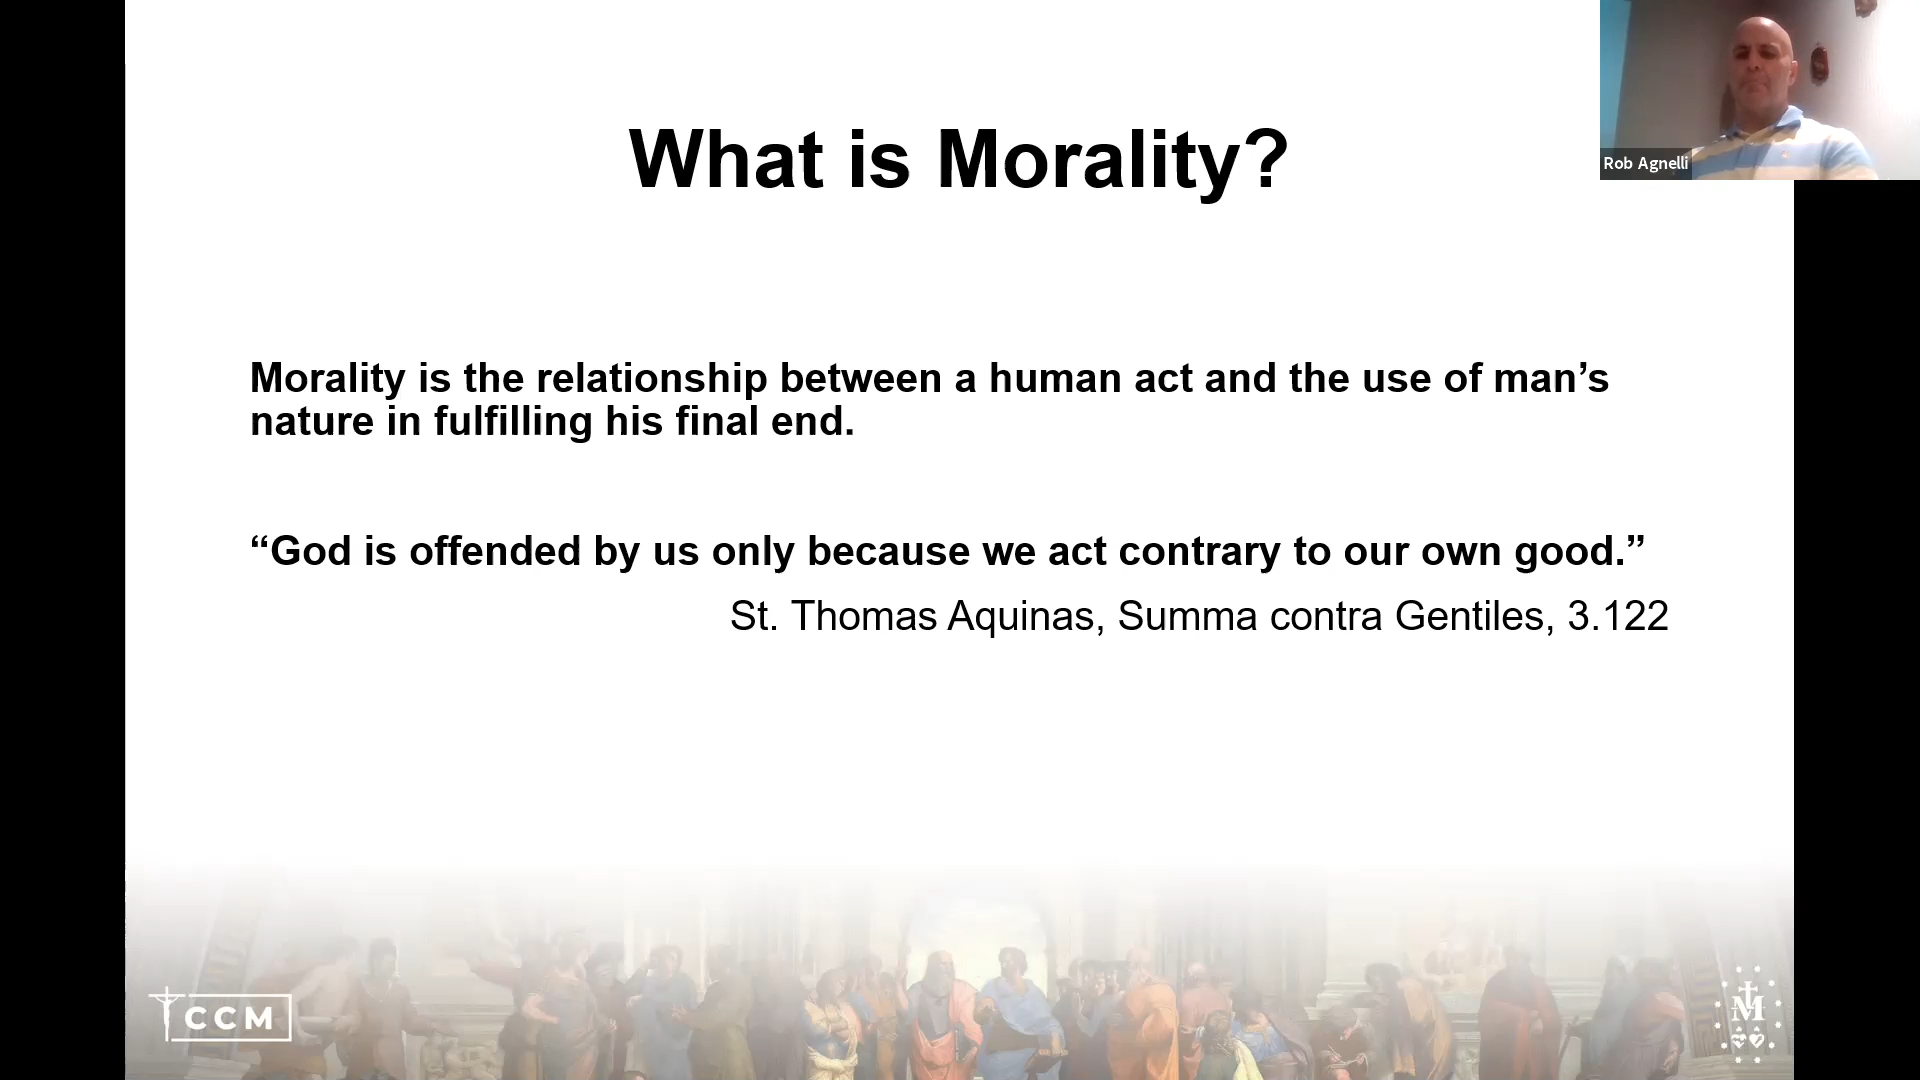 What is Morality?
Rob Agnelli
Morality is the relationship between a human act and the use of man’s
nature in fulfilling his final end.
“God is offended by us only because we act contrary to our own good.”
St. Thomas Aquinas, Summa contra Gentiles, 3.122
CCM
M